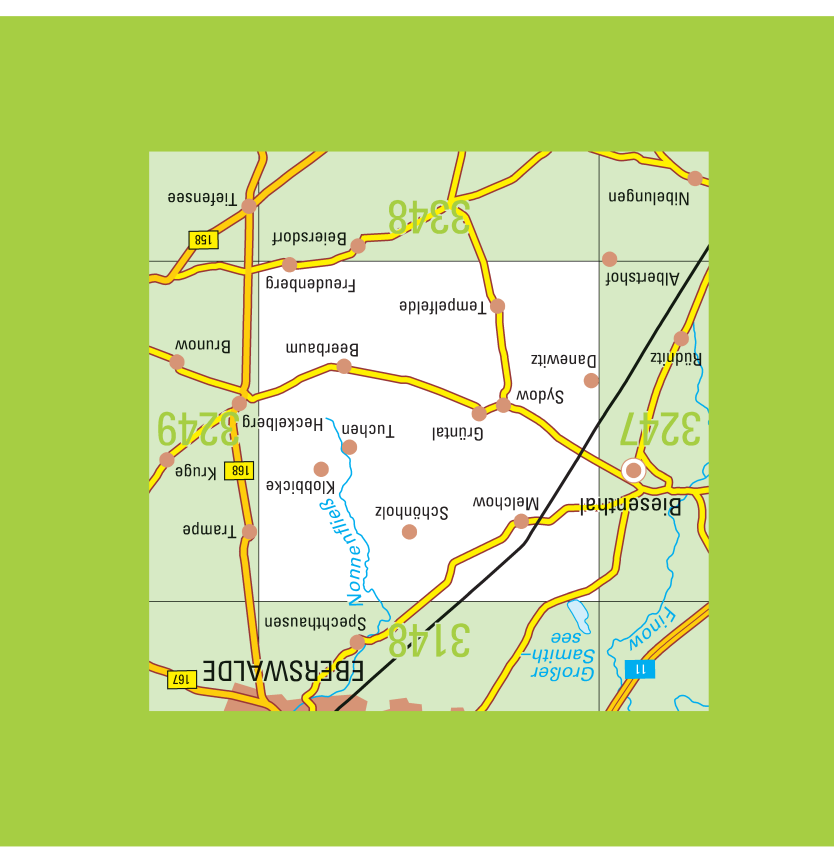 11
EBERSWALDE
167
Großer
Samith-
see
Finow
3148
Spechthausen
Nonnenfließ
Trampe
Schönholz
Melchow
Biesenthal
Klobbicke
168
Kruge
Tuchen
Grüntal
3247
3249
Heckelberg
Sydow
Danewitz
Rüdnitz
Beerbaum
Brunow
Tempelfelde
Freudenberg
Albertshof
Beiersdorf
158
3348
Nibelungen
Tiefensee